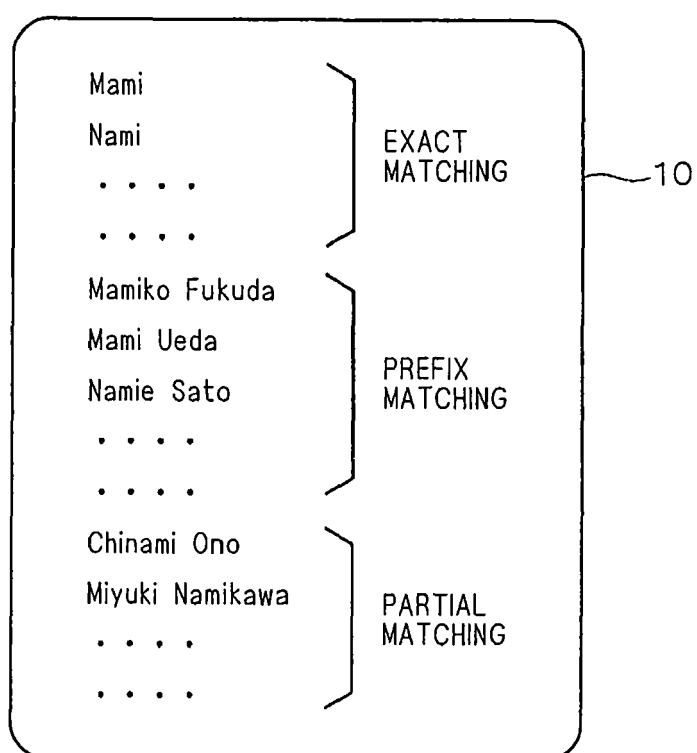 Mami
Nami
. . . .
. . . .
EXACT
MATCHING
10
Mamiko Fukuda
Mami Ueda
Namie Sato
. . . .
. . . .
PREFIX
MATCHING
Chinami Ono
Miyuki Namikawa
. . . .
. . . .
PARTIAL
MATCHING